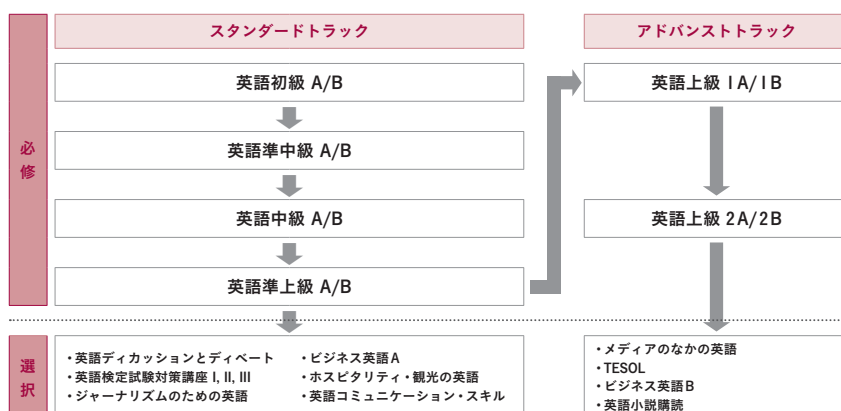 スタンダードトラック
アドバンストトラック
必修
英語初級 A/B
英語準中級 A/B
英語中級 A/B
英語準上級 A/B
英語上級 1A/1B
英語上級 2A/2B
選択
・英語ディカッションとディベート
・英語検定試験対策講座 I, II, III
・ジャーナリズムのための英語
・ビジネス英語A
・ホスピタリティ・観光の英語
・英語コミュニケーション・スキル
・メディアのなかの英語
・TESOL
・ビジネス英語B
・英語小説購読